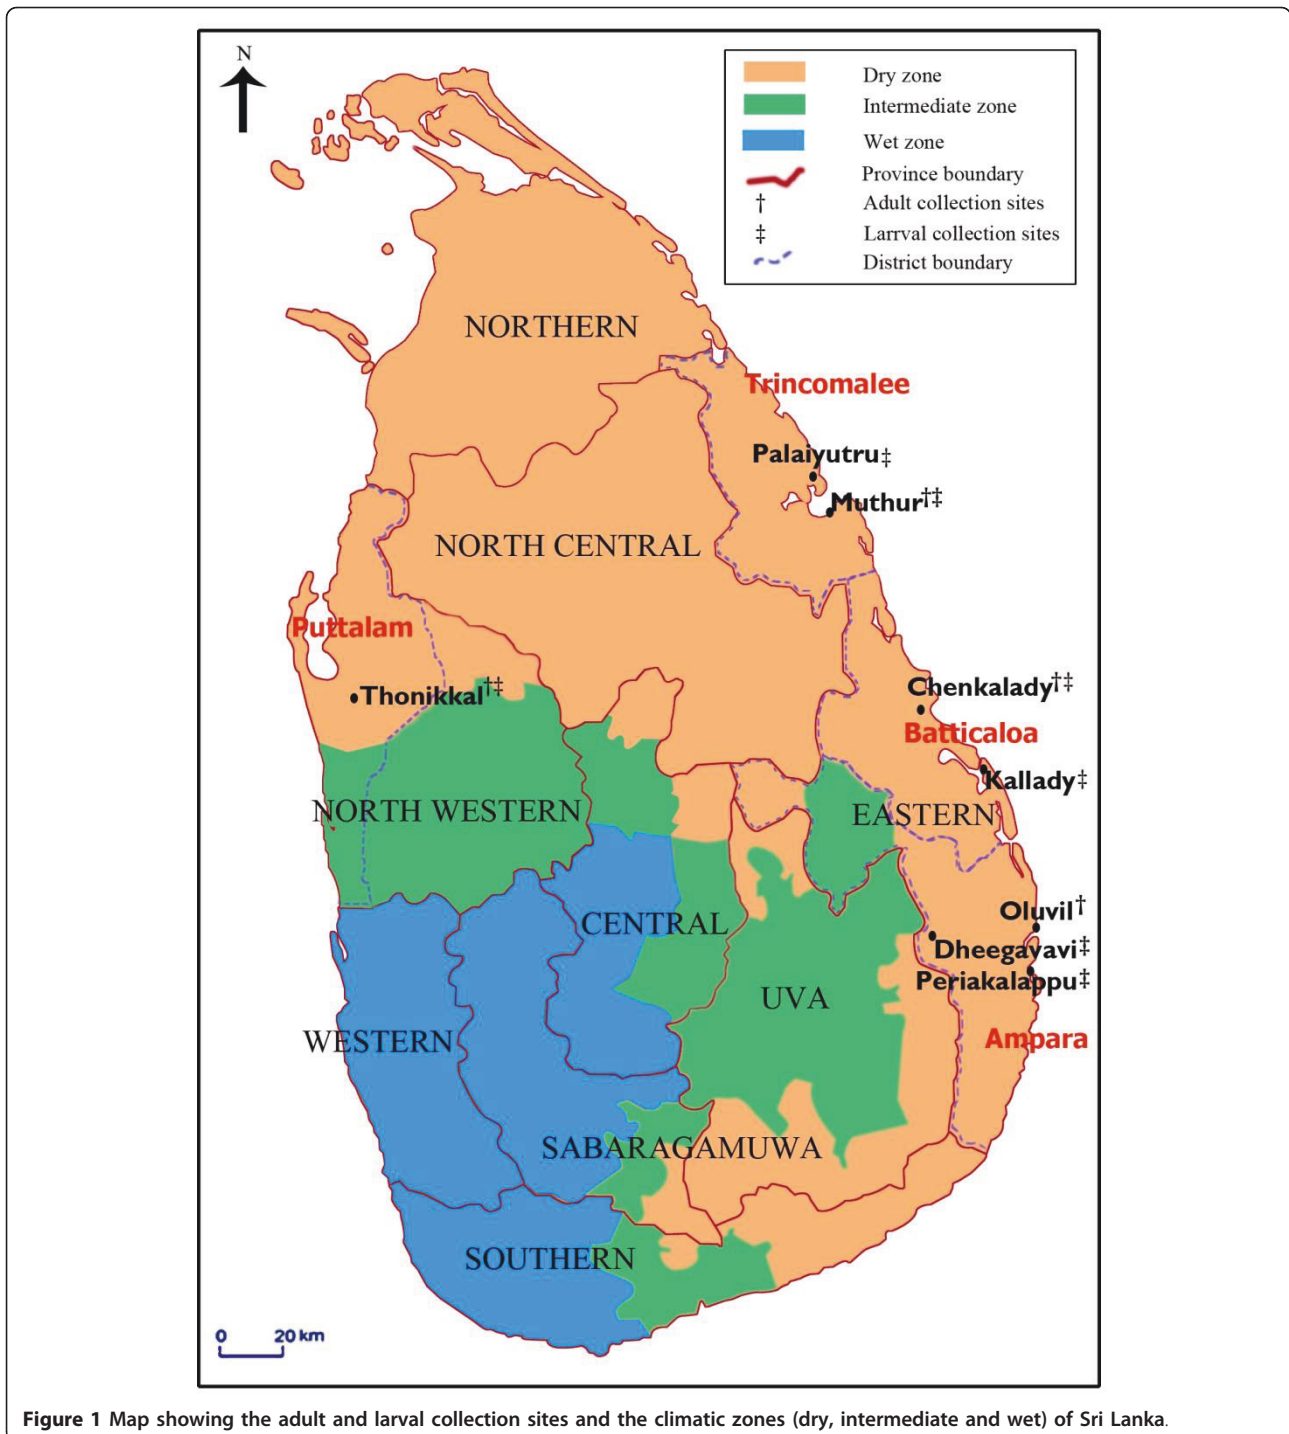 N
Dry zone
Intermediate zone
Wet zone
Province boundary
† Adult collection sites
‡ Larrval collection sites
District boundary
NORTHERN
Trincomalee
Palaiyutru‡
Muthur†‡
NORTH CENTRAL
Puttalam
Thonikkal†‡
Chenkalady†‡
Batticaloa
Kallady‡
NORTH WESTERN
EASTERN
CENTRAL
Oluvil†
Dheegavavi‡
Periakalappu‡
UVA
WESTERN
Ampara
SABARAGAMUWA
SOUTHERN
0 20 km
Figure 1 Map showing the adult and larval collection sites and the climatic zones (dry, intermediate and wet) of Sri Lanka.